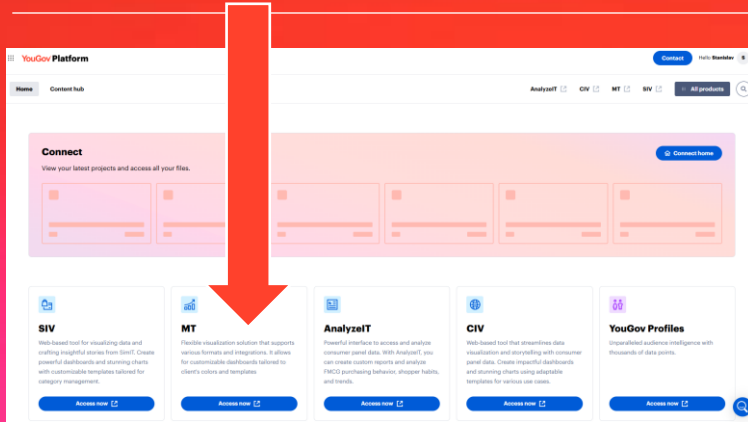 YouGov Platform
Contact
Hello Stanislav
S
Home
Content hub
AnalyzeIT
CIV
MT
SIV
All products
Connect
View your latest projects and access all your files.
Connect home
SIV
Web-based tool for visualizing data and
crafting insightful stories from SimIT. Create
powerful dashboards and stunning charts
with customizable templates tailored for
category management.
Access now
MT
Flexible visualization solution that supports
various formats and integrations. It allows
for customizable dashboards tailored to
client's colors and templates
Access now
AnalyzeIT
Powerful interface to access and analyze
consumer panel data. With AnalyzeIT, you
can create custom reports and analyze
FMCG purchasing behavior, shopper habits,
and trends.
Access now
CIV
Web-based tool that streamlines data
visualization and storytelling with consumer
panel data. Create impactful dashboards
and stunning charts using adaptable
templates for various use cases.
Access now
YouGov Profiles
Unparalleled audience intelligence with
thousands of data points.
Access now